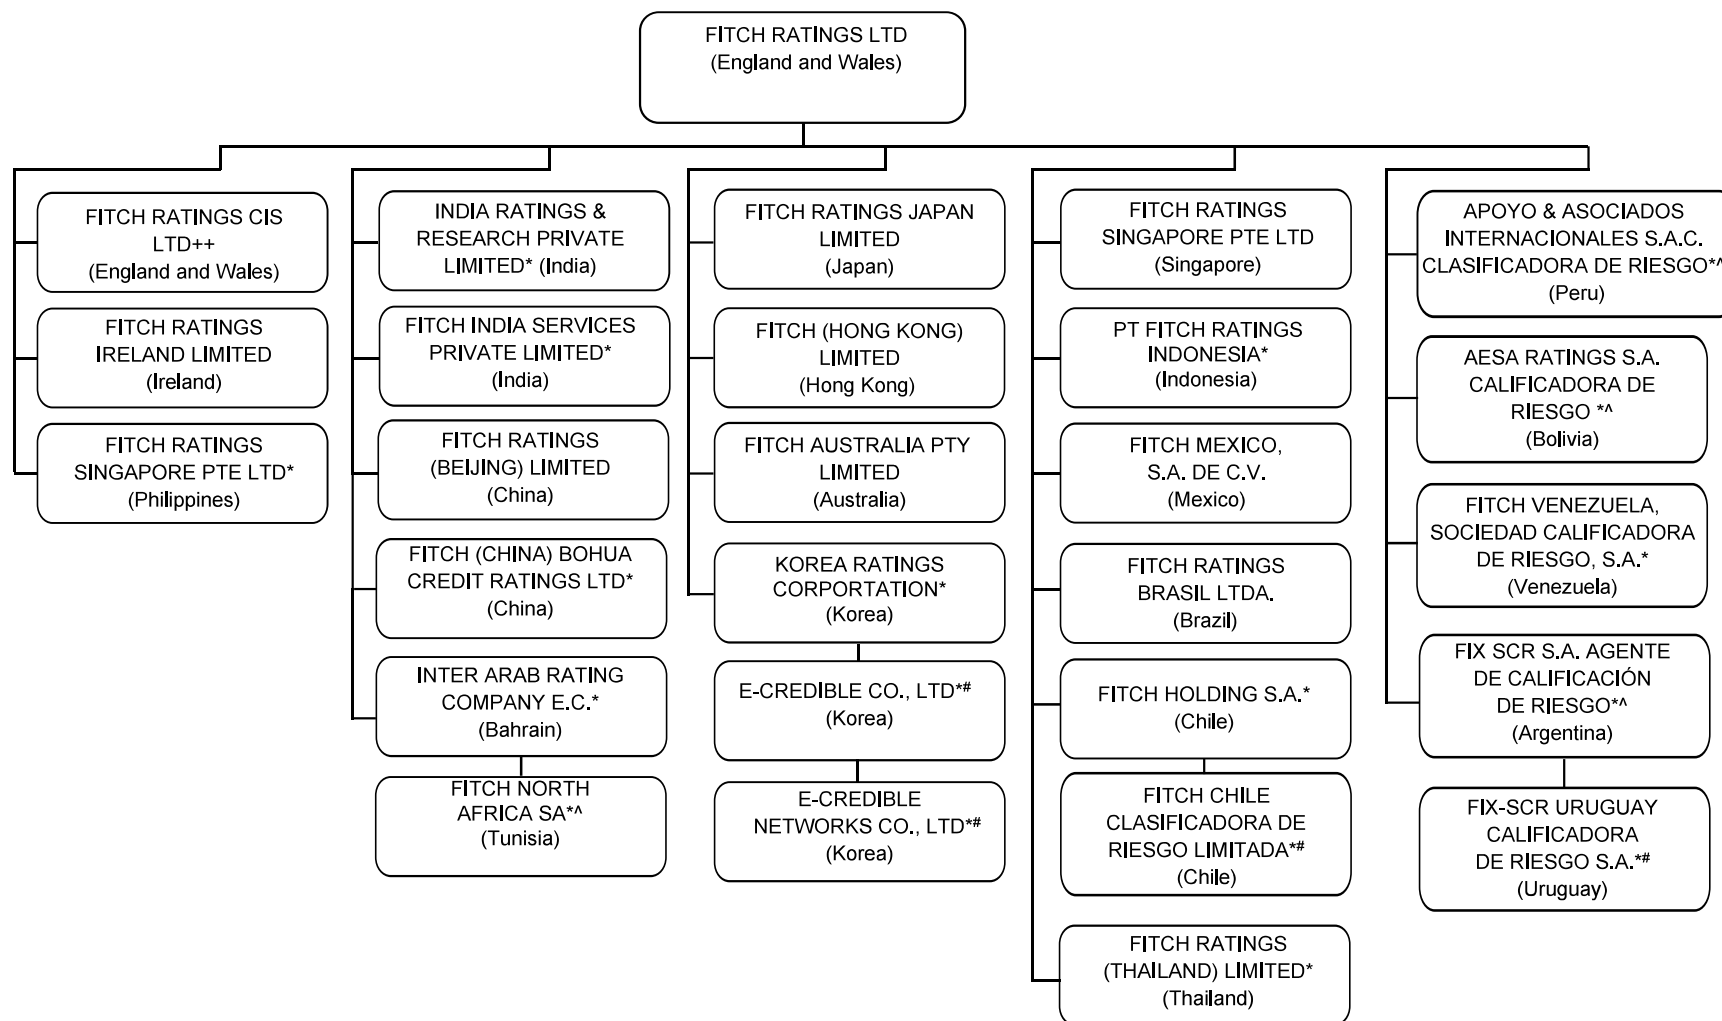 FITCH RATINGS LTD
(England and Wales)
FITCH RATINGS CIS
LTD++
(England and Wales)
FITCH RATINGS
IRELAND LIMITED
(Ireland)
FITCH RATINGS
SINGAPORE PTE LTD*
(Philippines)
INDIA RATINGS &
RESEARCH PRIVATE
LIMITED* (India)
FITCH INDIA SERVICES
PRIVATE LIMITED*
(India)
FITCH RATINGS
(BEIJING) LIMITED
(China)
FITCH (CHINA) BOHUA
CREDIT RATINGS LTD*
(China)
INTER ARAB RATING
COMPANY E.C.*
(Bahrain)
FITCH NORTH
AFRICA SA*^
(Tunisia)
FITCH RATINGS JAPAN
LIMITED
(Japan)
FITCH (HONG KONG)
LIMITED
(Hong Kong)
FITCH AUSTRALIA PTY
LIMITED
(Australia)
KOREA RATINGS
CORPORTATION*
(Korea)
E-CREDIBLE CO., LTD*#
(Korea)
E-CREDIBLE
NETWORKS CO., LTD*#
(Korea)
FITCH RATINGS
SINGAPORE PTE LTD
(Singapore)
PT FITCH RATINGS
INDONESIA*
(Indonesia)
FITCH MEXICO,
S.A. DE C.V.
(Mexico)
FITCH RATINGS
BRASIL LTDA.
(Brazil)
FITCH HOLDING S.A.*
(Chile)
FITCH CHILE
CLASIFICADORA DE
RIESGO LIMITADA*#
(Chile)
FITCH RATINGS
(THAILAND) LIMITED*
(Thailand)
APOYO & ASOCIADOS
INTERNACIONALES S.A.C.
CLASIFICADORA DE RIESGO*^
(Peru)
AESA RATINGS S.A.
CALIFICADORA DE
RIESGO *^
(Bolivia)
FITCH VENEZUELA,
SOCIEDAD CALIFICADORA
DE RIESGO, S.A.*
(Venezuela)
FIX SCR S.A. AGENTE
DE CALIFICACIÓN
DE RIESGO*^
(Argentina)
FIX-SCR URUGUAY
CALIFICADORA
DE RIESGO S.A.*#
(Uruguay)